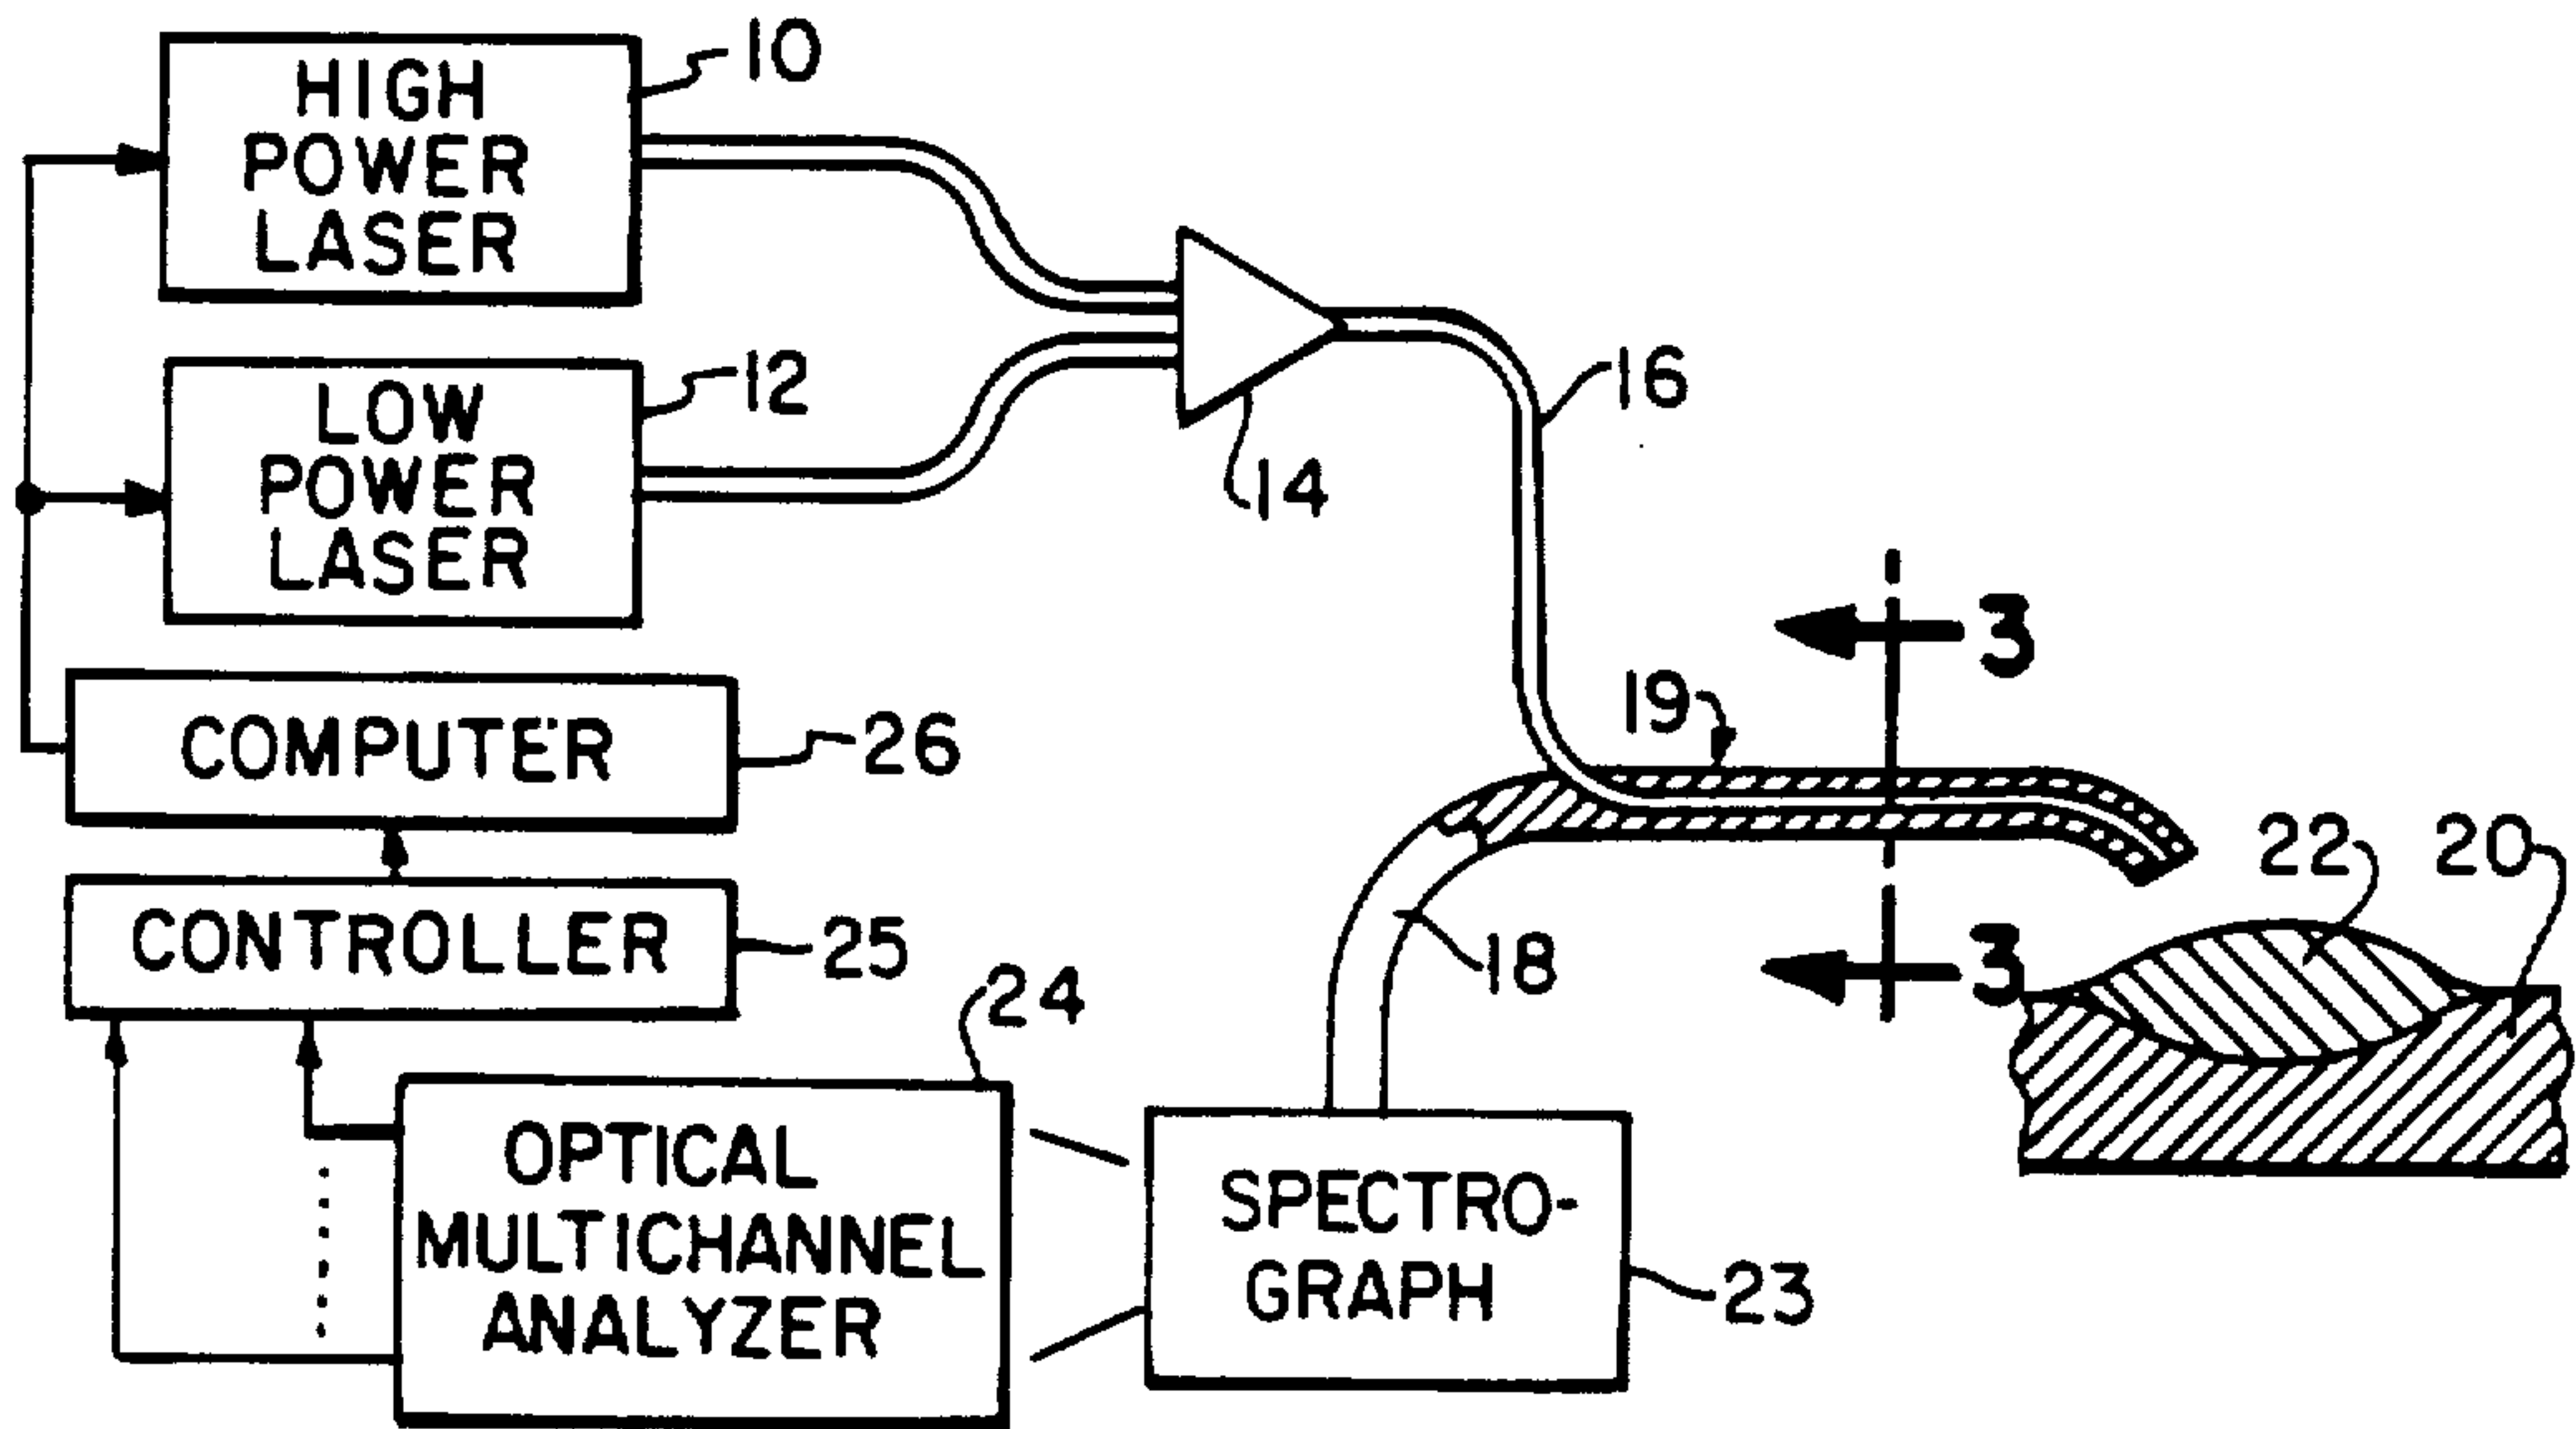 10
HIGH
POWER
LASER
12
LOW
POWER
LASER
14
16
3
19
COMPUTER
26
22
20
CONTROLLER
25
18
3
24
OPTICAL
MULTICHANNEL
ANALYZER
SPECTRO-
GRAPH
23